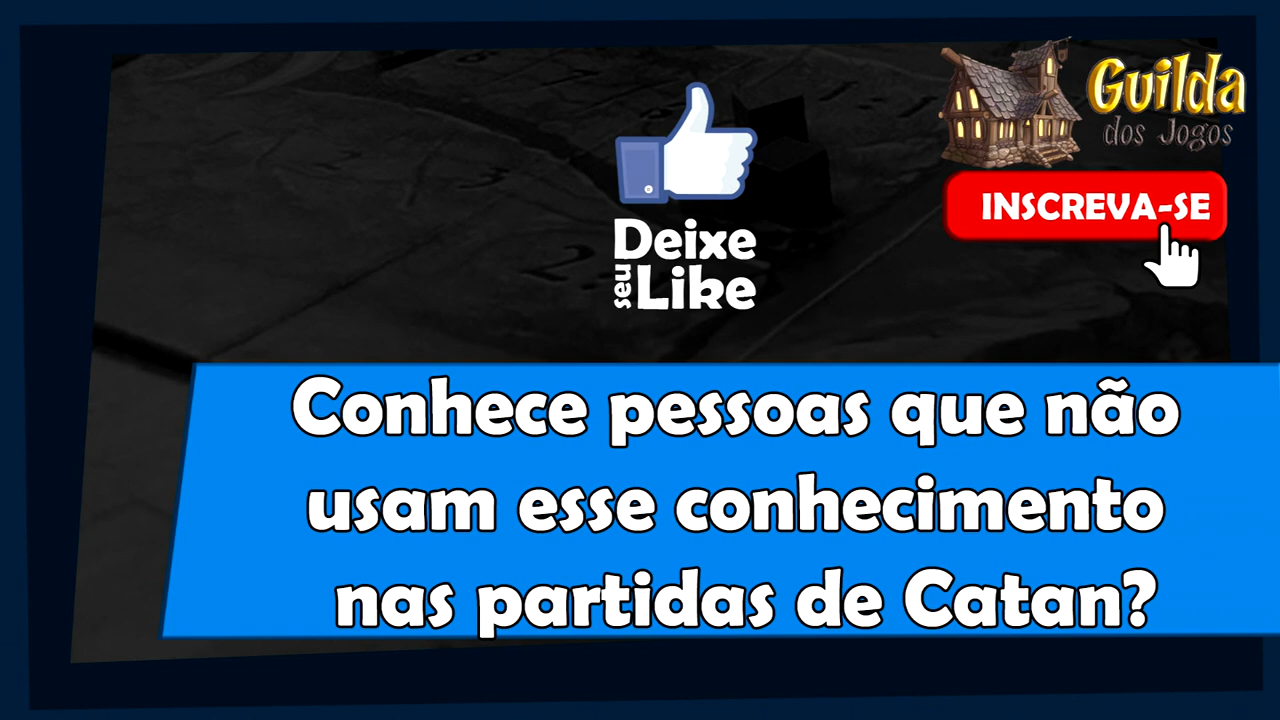 Guilda
dos Jogos
INSCREVA-SE
Deixe
seu Like
Conhece pessoas que não
usam esse conhecimento
nas partidas de Catan?